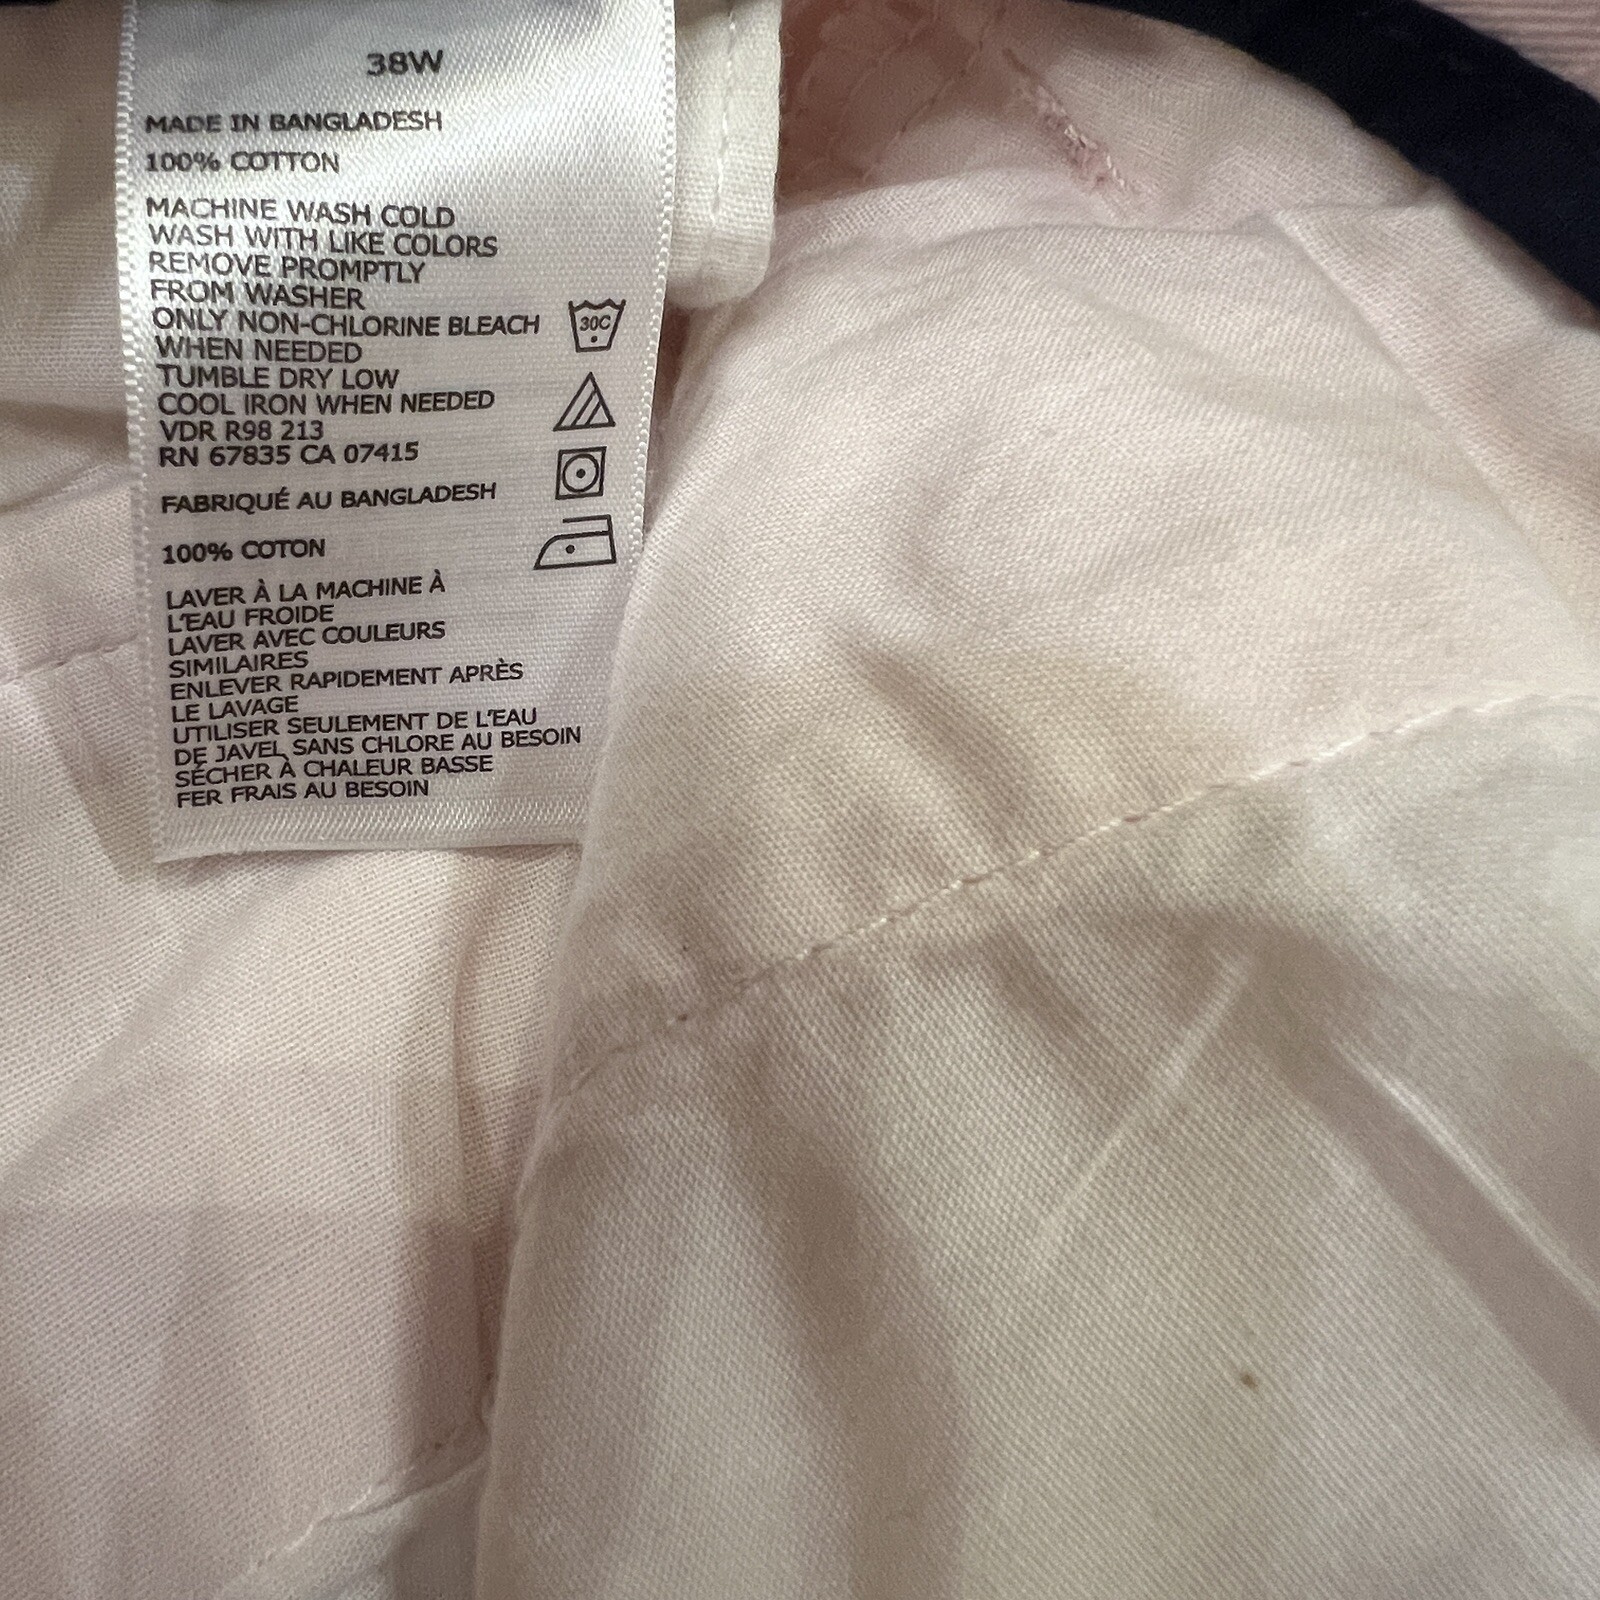 38W
MADE IN BANGLADESH
100% COTTON
MACHINE WASH COLD
WASH WITH LIKE COLORS
REMOVE PROMPTLY
FROM WASHER
ONLY NON-CHLORINE BLEACH
WHEN NEEDED
TUMBLE DRY LOW
COOL IRON WHEN NEEDED
VDR R98 213
RN 67835 CA 07415
30C
FABRIQUÉ AU BANGLADESH
100% COTON
LAVER À LA MACHINE À
L'EAU FROIDE
LAVER AVEC COULEURS
SIMILAIRES
ENLEVER RAPIDEMENT APRÈS
LE LAVAGE
UTILISER SEULEMENT DE L'EAU
DE JAVEL SANS CHLORE AU BESOIN
SÉCHER À CHALEUR BASSE
FER FRAIS AU BESOIN